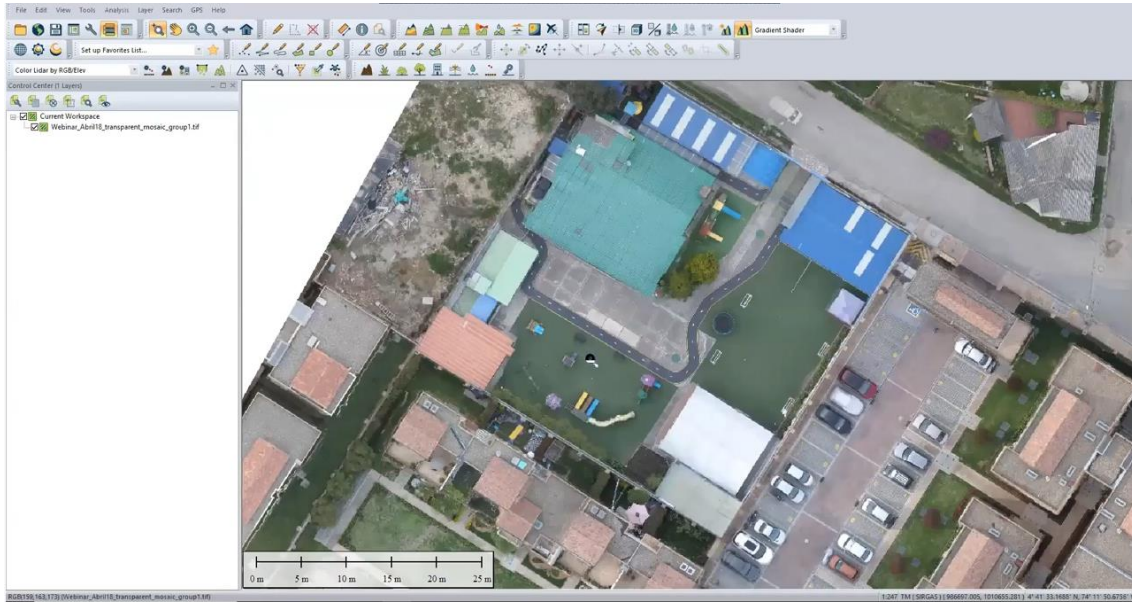 File Edit View Tools Analysis Layer Search GPS Help
Gradient Shader
Set up Favorites List...
Color Lidar by RGB/Elev
Control Center (1 Layers)
Current Workspace
Webinar_Abril18_transparent_mosaic_group1.tif
0 m 5 m 10 m 15 m 20 m 25 m
RGB(159,163,173) (Webinar_Abril18_transparent_mosaic_group1.tif)
1:247 TM ( SIRGAS ) ( 986697.005, 1010655.281 ) 4° 41' 33.1988" N, 74° 11' 50.6736"